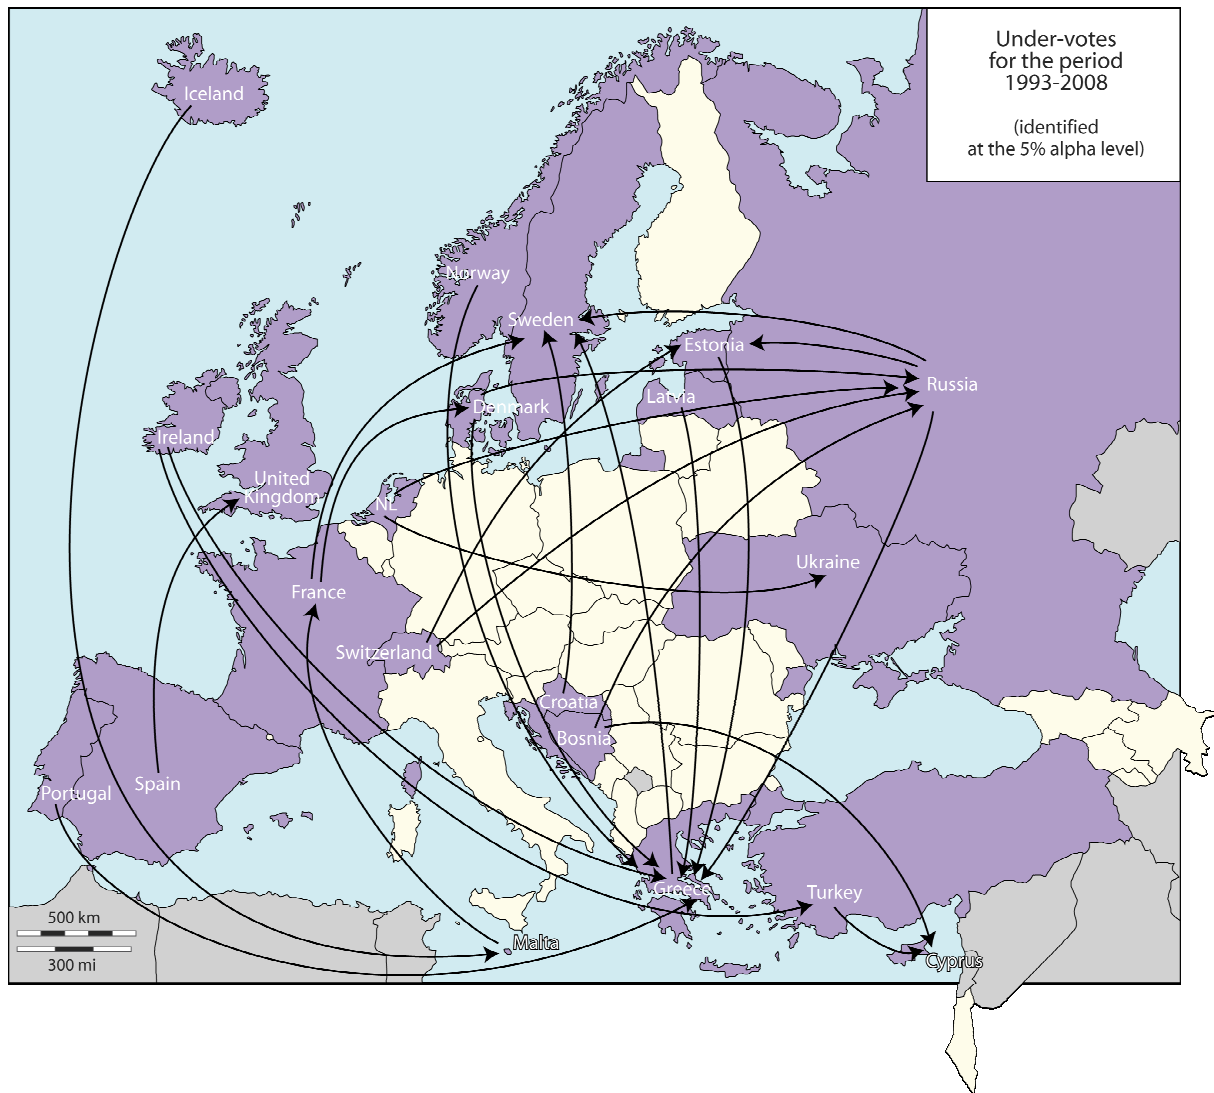 Under-votes
for the period
1993-2008
(identified
at the 5% alpha level)
Iceland
Norway
Sweden
Estonia
Russia
Latvia
Denmark
Ireland
United
Kingdom
NL
Ukraine
France
Switzerland
Croatia
Bosnia
Spain
Portugal
Greece
Turkey
500 km
300 mi
Malta
Cyprus